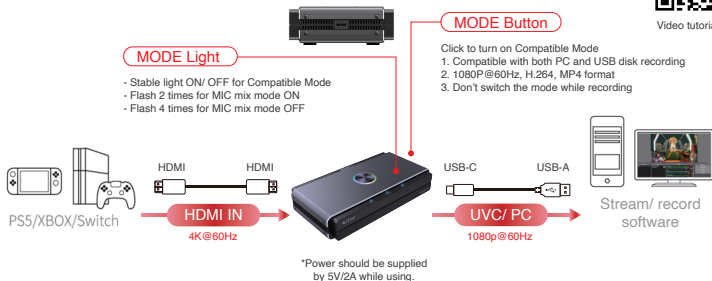 MODE Button
Video tutoria
Click to turn on Compatible Mode
1. Compatible with both PC and USB disk recording
2. 1080P@60Hz, H.264, MP4 format
3. Don't switch the mode while recording
MODE Light
- Stable light ON/ OFF for Compatible Mode
- Flash 2 times for MIC mix mode ON
- Flash 4 times for MIC mix mode OFF
HDMI HDMI
USB-C USB-A
PS5/XBOX/Switch
HDMI IN
4K@60Hz
UVC/ PC
1080p@60Hz
Stream/ record
software
*Power should be supplied
by 5V/2A while using.